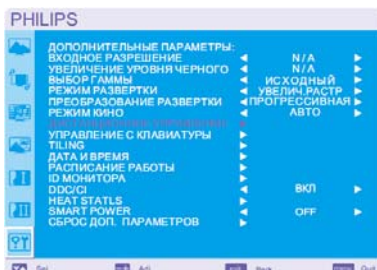 PHILIPS
ДОПОЛНИТЕЛЬНЫЕ ПАРАМЕТРЫ:
ВХОДНОЕ РАЗРЕШЕНИЕ N/A
УВЕЛИЧЕНИЕ УРОВНЯ ЧЕРНОГО N/A
ВЫБОР ГАММЫ ИСХОДНЫЙ
РЕЖИМ РАЗВЕРТКИ УВЕЛИЧ.РАСТР
ПРЕОБРАЗОВАНИЕ РАЗВЕРТКИ ПРОГРЕССИВНАЯ
РЕЖИМ КИНО АВТО
УПРАВЛЕНИЕ С КЛАВИАТУРЫ
TILING
ДАТА И ВРЕМЯ
РАСПИСАНИЕ РАБОТЫ
ID МОНИТОРА
DDC/CI ВКЛ
HEAT STATLS
SMART POWER OFF
СБРОС ДОП. ПАРАМЕТРОВ